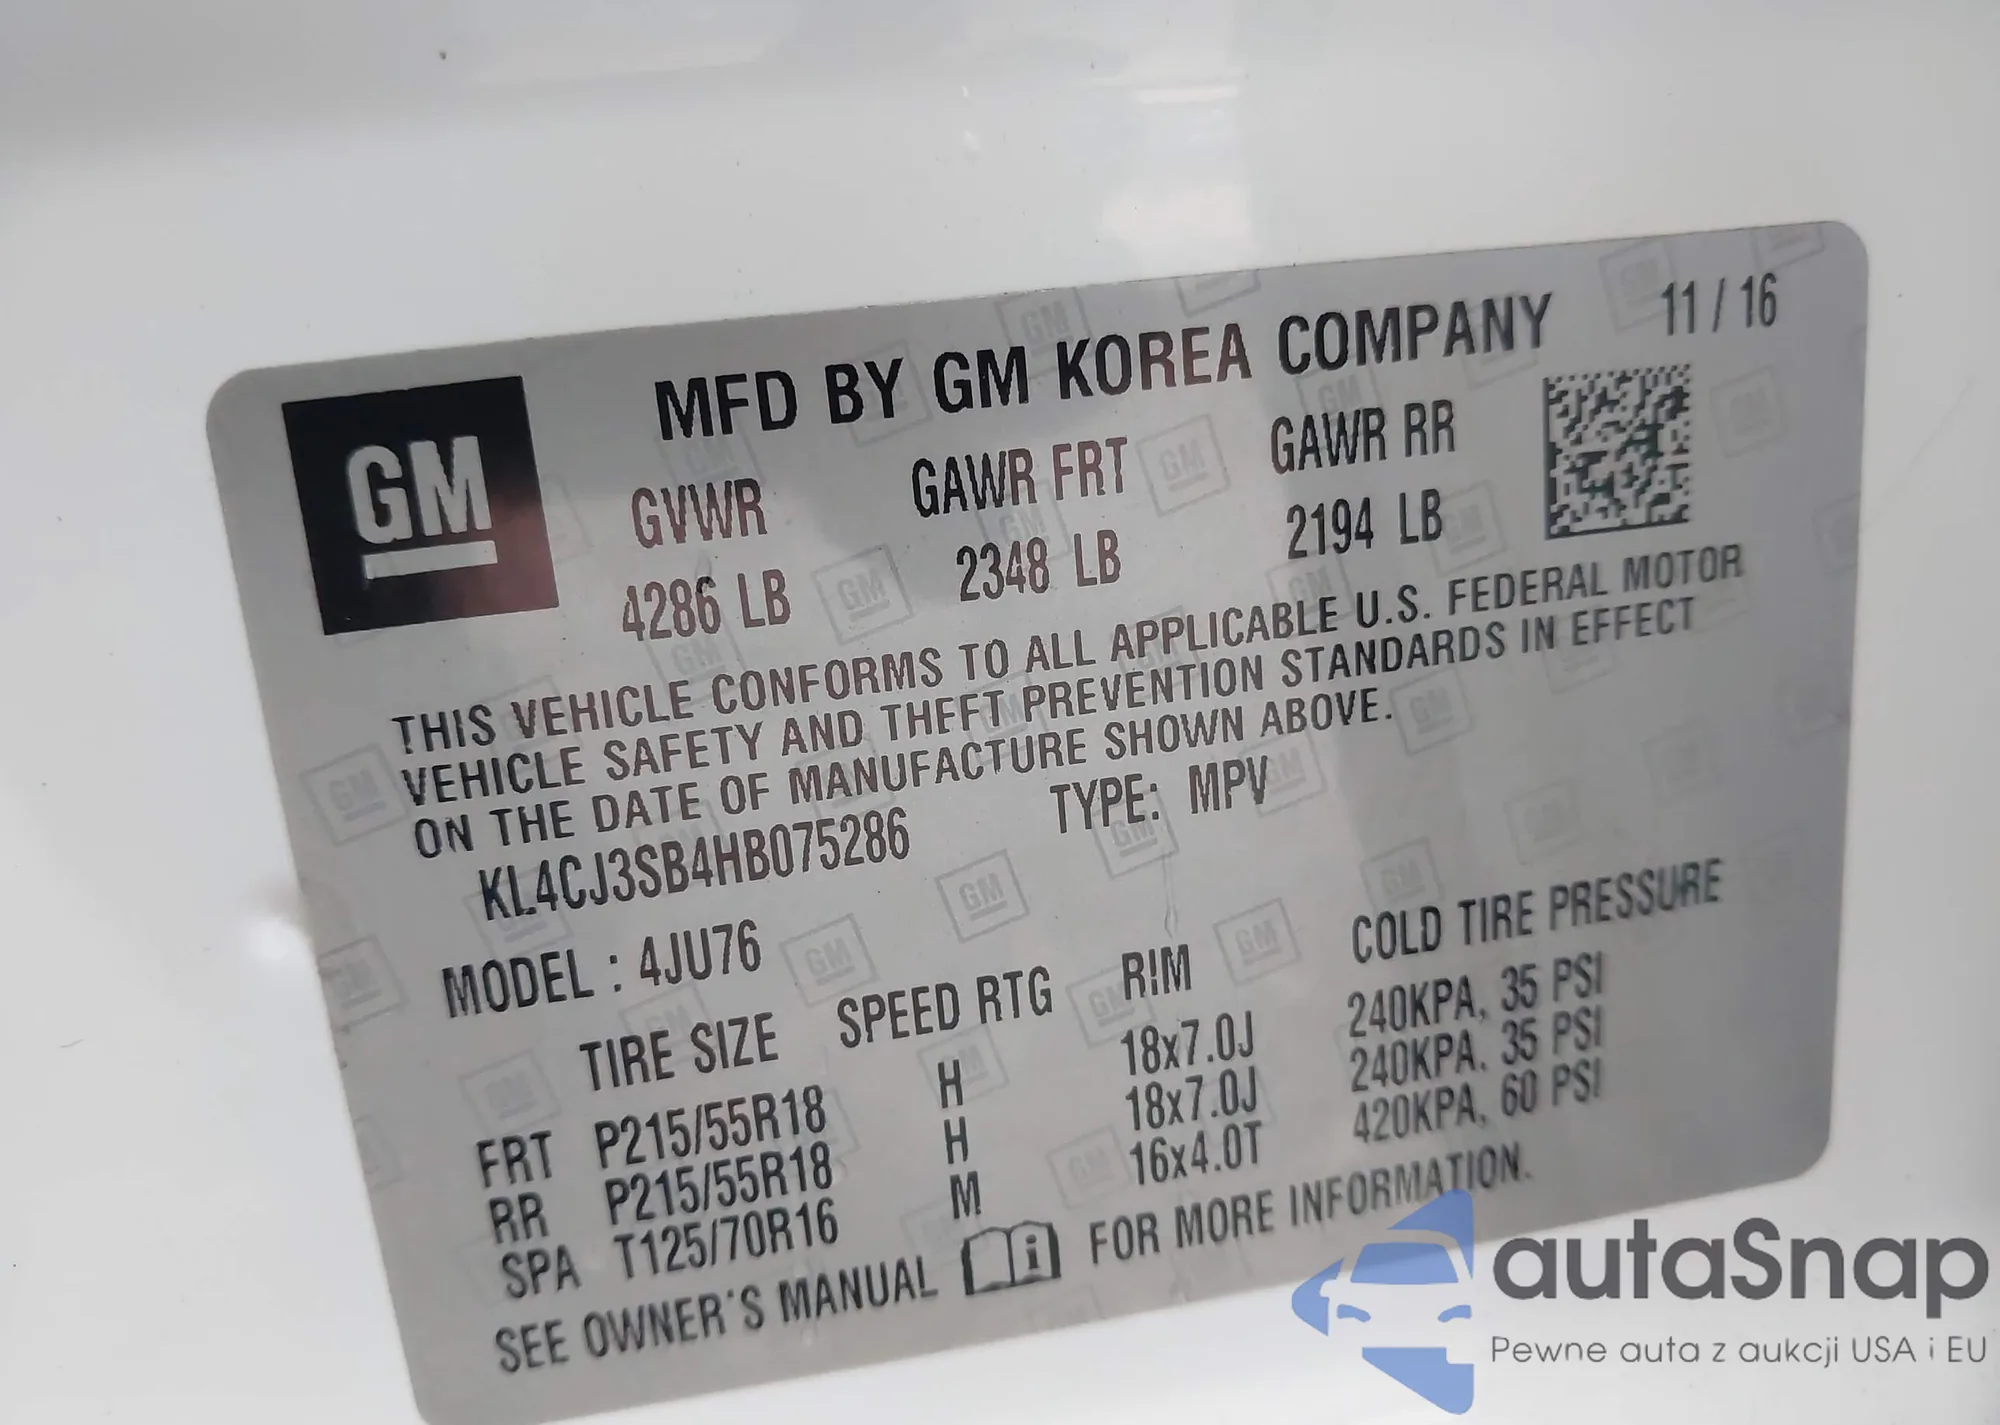 MFD BY GM KOREA COMPANY 11 / 16
GM
GVWR GAWR FRT GAWR RR
4286 LB 2348 LB 2194 LB
THIS VEHICLE CONFORMS TO ALL APPLICABLE U.S. FEDERAL MOTOR
VEHICLE SAFETY AND THEFT PREVENTION STANDARDS IN EFFECT
ON THE DATE OF MANUFACTURE SHOWN ABOVE.
KL4CJ3SB4HB075286 TYPE: MPV
MODEL : 4JU76
TIRE SIZE SPEED RTG RIM COLD TIRE PRESSURE
FRT P215/55R18 H 18x7.0J 240KPA, 35 PSI
RR P215/55R18 H 18x7.0J 240KPA. 35 PSI
SPA T125/70R16 M 16x4.0T 420KPA, 60 PSI
SEE OWNER'S MANUAL i FOR MORE INFORMATION.
autaSnap
Pewne auta z aukcji USA i EU